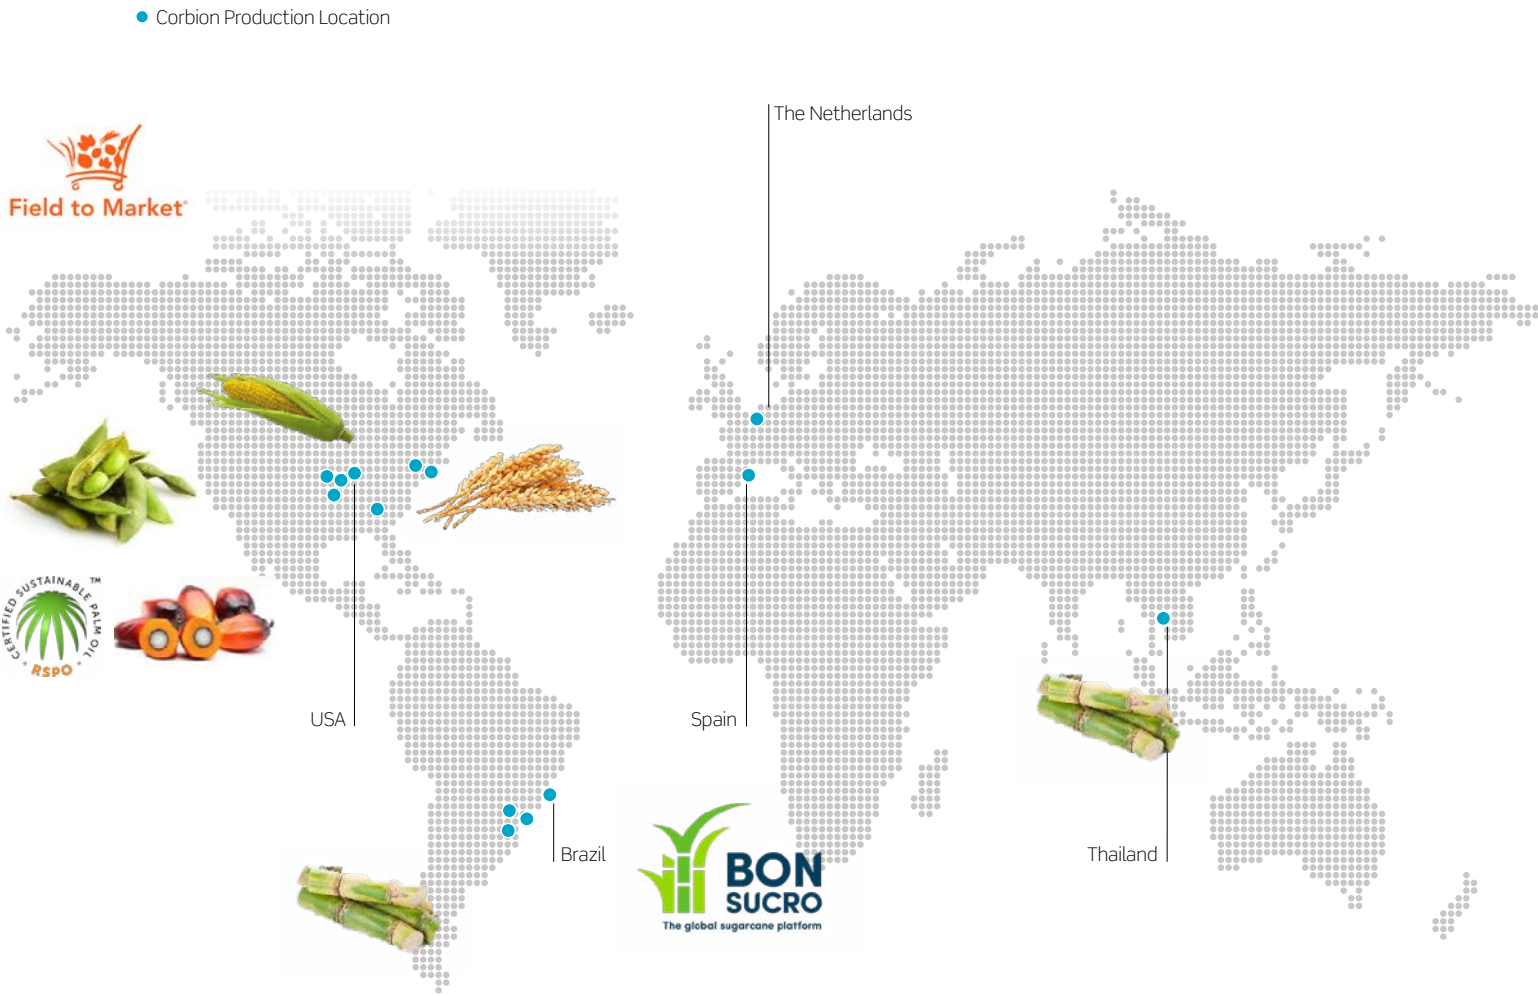 Corbion Production Location
The Netherlands
Field to Market®
CERTIFIED SUSTAINABLE PALM OIL ™
RSPO
USA
Spain
Brazil
Thailand
BON
SUCRO
The global sugarcane platform